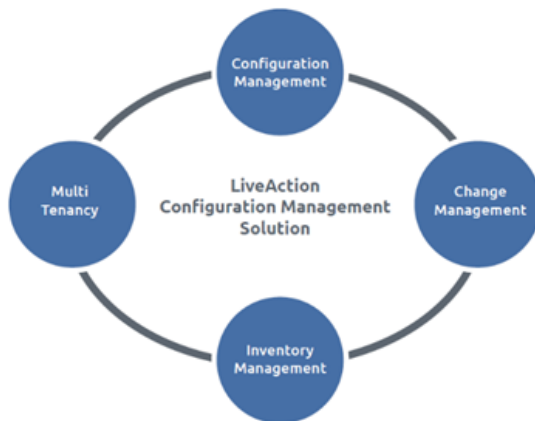 Configuration
Management
Multi
Tenancy
LiveAction
Configuration Management
Solution
Change
Management
Inventory
Management